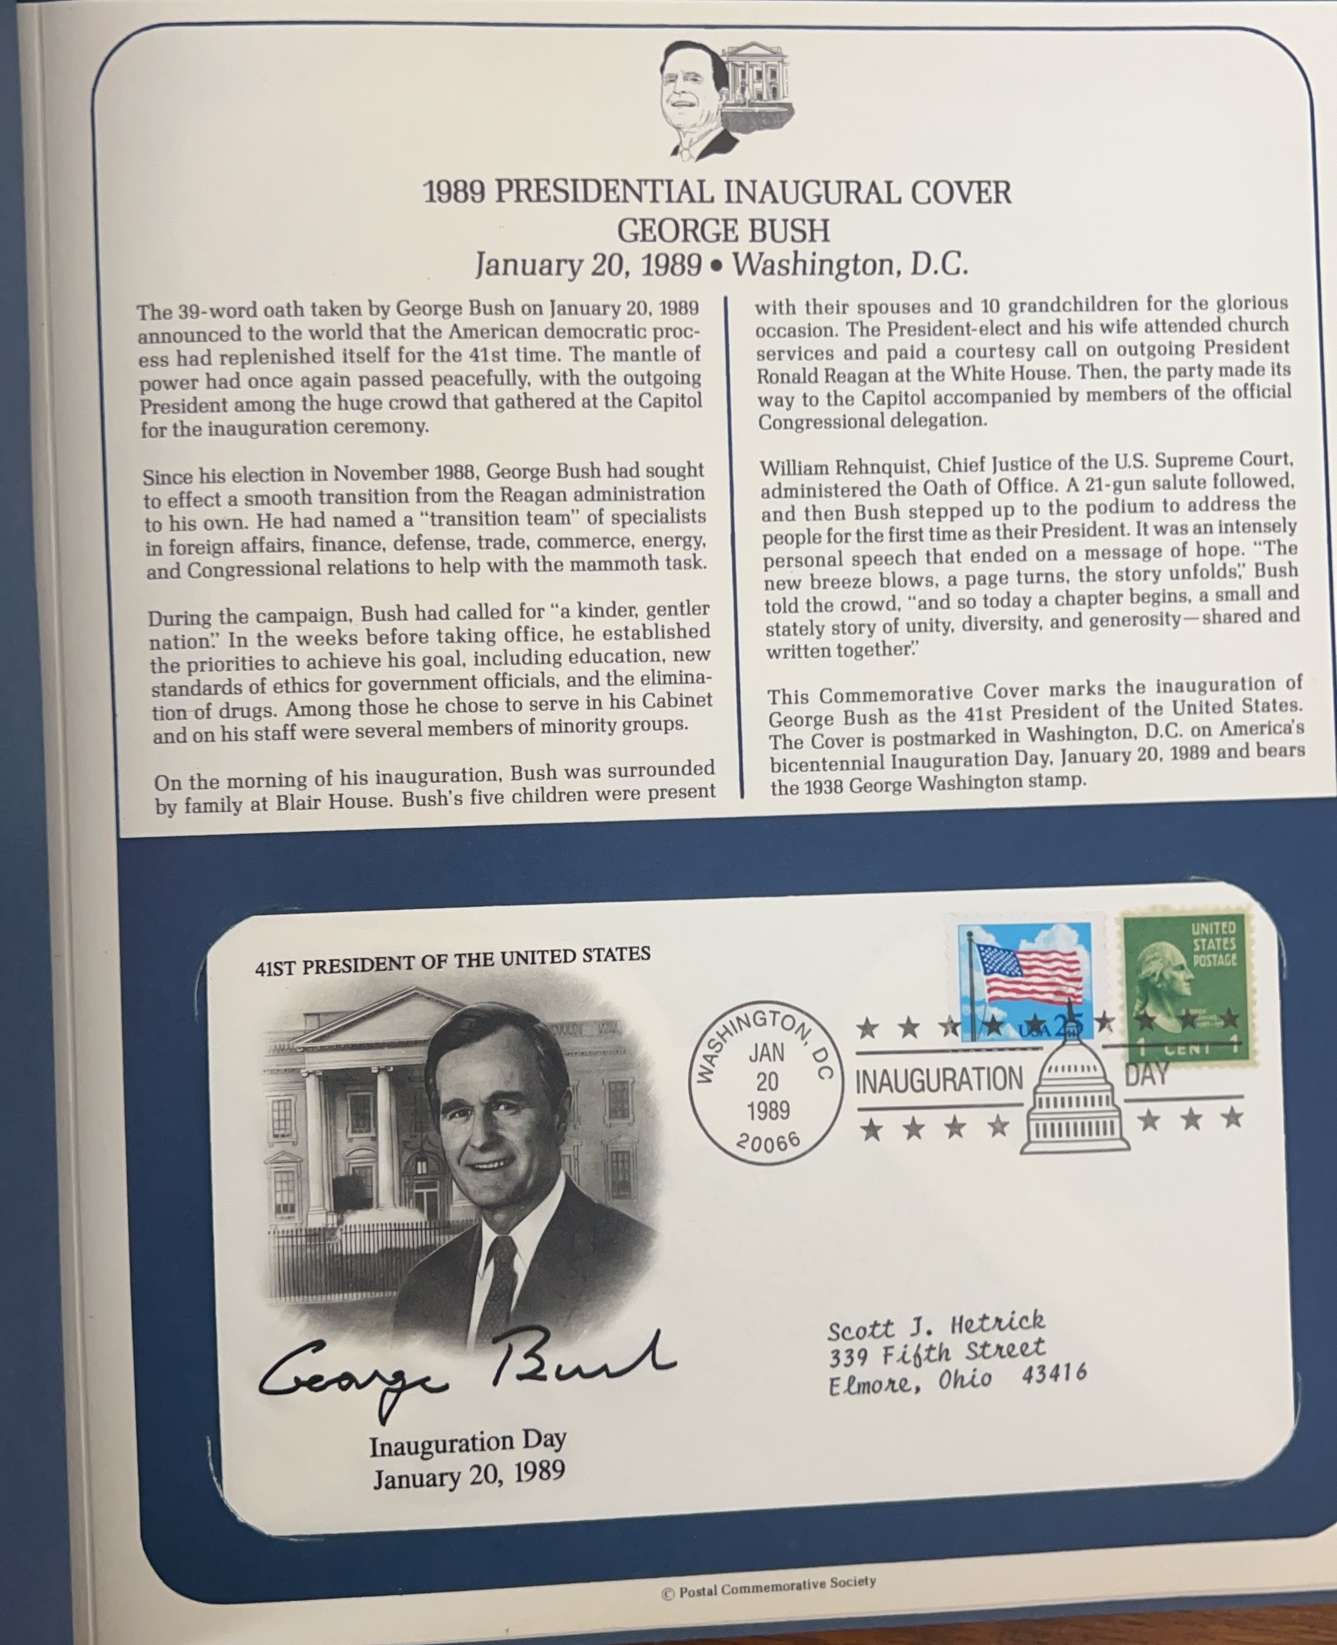 1989 PRESIDENTIAL INAUGURAL COVER
GEORGE BUSH
January 20, 1989 • Washington, D.C.
The 39-word oath taken by George Bush on January 20, 1989
announced to the world that the American democratic proc-
ess had replenished itself for the 41st time. The mantle of
power had once again passed peacefully, with the outgoing
President among the huge crowd that gathered at the Capitol
for the inauguration ceremony.
Since his election in November 1988, George Bush had sought
to effect a smooth transition from the Reagan administration
to his own. He had named a “transition team” of specialists
in foreign affairs, finance, defense, trade, commerce, energy,
and Congressional relations to help with the mammoth task.
During the campaign, Bush had called for “a kinder, gentler
nation.” In the weeks before taking office, he established
the priorities to achieve his goal, including education, new
standards of ethics for government officials, and the elimina-
tion of drugs. Among those he chose to serve in his Cabinet
and on his staff were several members of minority groups.
On the morning of his inauguration, Bush was surrounded
by family at Blair House. Bush's five children were present
with their spouses and 10 grandchildren for the glorious
occasion. The President-elect and his wife attended church
services and paid a courtesy call on outgoing President
Ronald Reagan at the White House. Then, the party made its
way to the Capitol accompanied by members of the official
Congressional delegation.
William Rehnquist, Chief Justice of the U.S. Supreme Court,
administered the Oath of Office. A 21-gun salute followed,
and then Bush stepped up to the podium to address the
people for the first time as their President. It was an intensely
personal speech that ended on a message of hope. “The
new breeze blows, a page turns, the story unfolds,” Bush
told the crowd, “and so today a chapter begins, a small and
stately story of unity, diversity, and generosity—shared and
written together.”
This Commemorative Cover marks the inauguration of
George Bush as the 41st President of the United States.
The Cover is postmarked in Washington, D.C. on America's
bicentennial Inauguration Day, January 20, 1989 and bears
the 1938 George Washington stamp.
41ST PRESIDENT OF THE UNITED STATES
WASHINGTON, DC
JAN
20
1989
20066
USA 25
UNITED
STATES
POSTAGE
1 CENT 1
INAUGURATION DAY
George Bush
Inauguration Day
January 20, 1989
Scott J. Hetrick
339 Fifth Street
Elmore, Ohio 43416
© Postal Commemorative Society